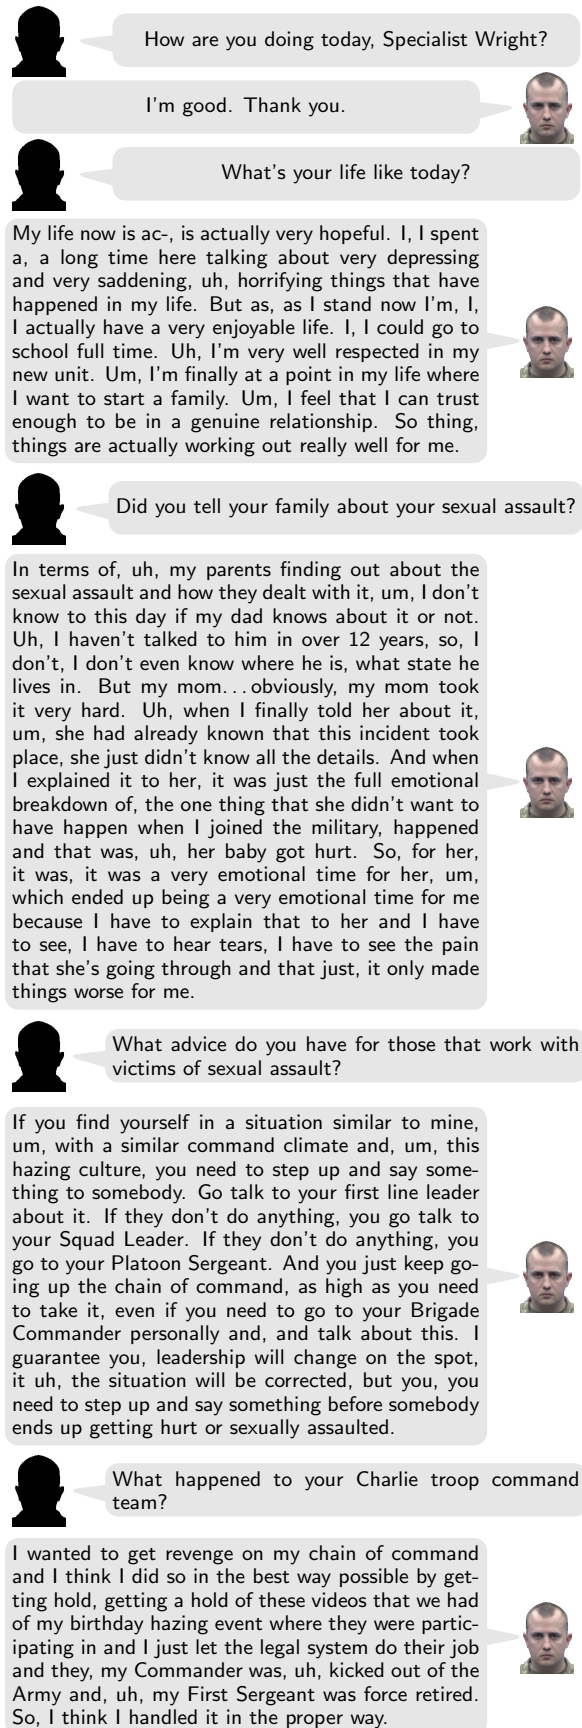 How are you doing today, Specialist Wright?
I'm good. Thank you.
What's your life like today?
My life now is ac-, is actually very hopeful. I, I spent
a, a long time here talking about very depressing
and very saddening, uh, horrifying things that have
happened in my life. But as, as I stand now I'm, I,
I actually have a very enjoyable life. I, I could go to
school full time. Uh, I'm very well respected in my
new unit. Um, I'm finally at a point in my life where
I want to start a family. Um, I feel that I can trust
enough to be in a genuine relationship. So thing,
things are actually working out really well for me.
Did you tell your family about your sexual assault?
In terms of, uh, my parents finding out about the
sexual assault and how they dealt with it, um, I don't
know to this day if my dad knows about it or not.
Uh, I haven't talked to him in over 12 years, so, I
don't, I don't even know where he is, what state he
lives in. But my mom...obviously, my mom took
it very hard. Uh, when I finally told her about it,
um, she had already known that this incident took
place, she just didn't know all the details. And when
I explained it to her, it was just the full emotional
breakdown of, the one thing that she didn't want to
have happen when I joined the military, happened
and that was, uh, her baby got hurt. So, for her,
it was, it was a very emotional time for her, um,
which ended up being a very emotional time for me
because I have to explain that to her and I have
to see, I have to hear tears, I have to see the pain
that she's going through and that just, it only made
things worse for me.
What advice do you have for those that work with
victims of sexual assault?
If you find yourself in a situation similar to mine,
um, with a similar command climate and, um, this
hazing culture, you need to step up and say some-
thing to somebody. Go talk to your first line leader
about it. If they don't do anything, you go talk to
your Squad Leader. If they don't do anything, you
go to your Platoon Sergeant. And you just keep go-
ing up the chain of command, as high as you need
to take it, even if you need to go to your Brigade
Commander personally and, and talk about this. I
guarantee you, leadership will change on the spot,
it uh, the situation will be corrected, but you, you
need to step up and say something before somebody
ends up getting hurt or sexually assaulted.
What happened to your Charlie troop command
team?
I wanted to get revenge on my chain of command
and I think I did so in the best way possible by get-
ting hold, getting a hold of these videos that we had
of my birthday hazing event where they were partic-
ipating in and I just let the legal system do their job
and they, my Commander was, uh, kicked out of the
Army and, uh, my First Sergeant was force retired.
So, I think I handled it in the proper way.